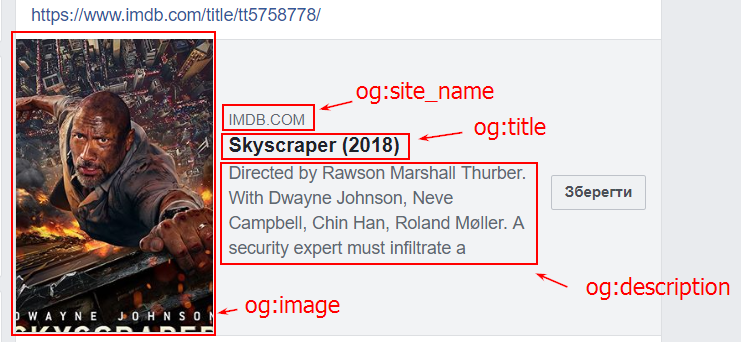 https://www.imdb.com/title/tt5758778/
og:site_name
IMDB.COM
og:title
Skyscraper (2018)
Directed by Rawson Marshall Thurber.
With Dwayne Johnson, Neve
Campbell, Chin Han, Roland Møller. A
security expert must infiltrate a
Зберегти
og:description
og:image
DWAYNE JOHNSON
SKYSCRAPER